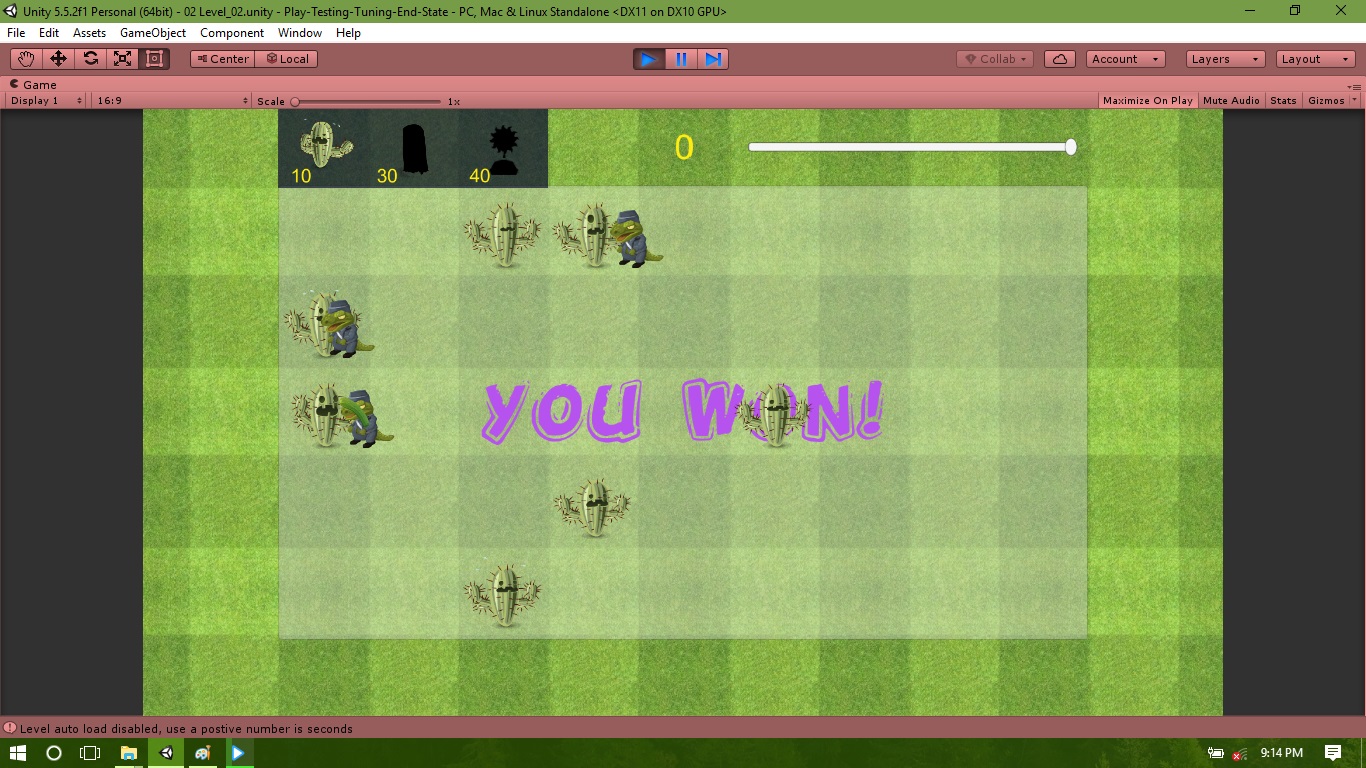 Unity 5.5.2f1 Personal (64bit) - 02 Level_02.unity - Play-Testing-Tuning-End-State - PC, Mac & Linux Standalone <DX11 on DX10 GPU>
File Edit Assets GameObject Component Window Help
Center Local Collab Account Layers Layout
Game
Display 1 16:9 Scale 1x Maximize On Play Mute Audio Stats Gizmos
0
10 30 40
YOU WON!
Level auto load disabled, use a postive number is seconds
9:14 PM